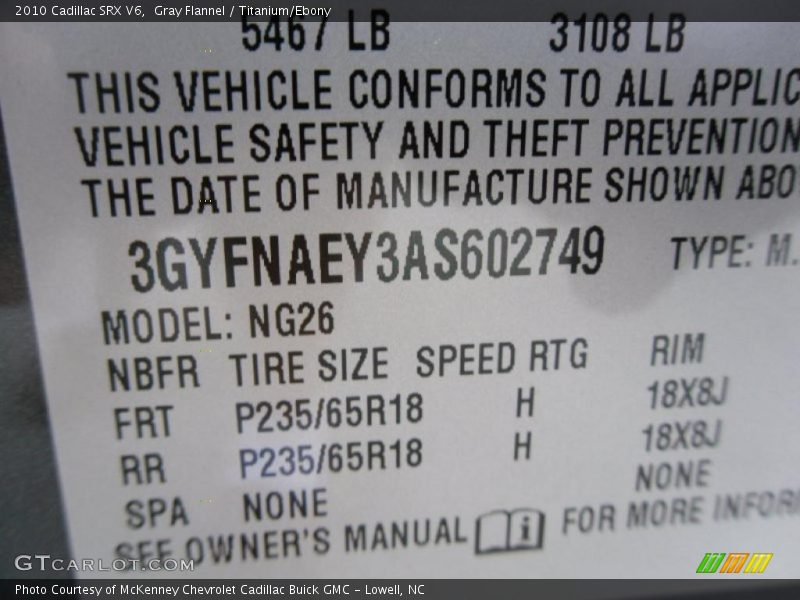 2010 Cadillac SRX V6, Gray Flannel / Titanium/Ebony
5467 LB 3108 LB
THIS VEHICLE CONFORMS TO ALL APPLIC
VEHICLE SAFETY AND THEFT PREVENTION
THE DATE OF MANUFACTURE SHOWN ABO
3GYFNAEY3AS602749 TYPE: M.
MODEL: NG26
NBFR TIRE SIZE SPEED RTG RIM
FRT P235/65R18 H 18X8J
RR P235/65R18 H 18X8J
SPA NONE NONE
SEE OWNER'S MANUAL FOR MORE INFORM
GTCARLOT.COM
Photo Courtesy of McKenney Chevrolet Cadillac Buick GMC - Lowell, NC